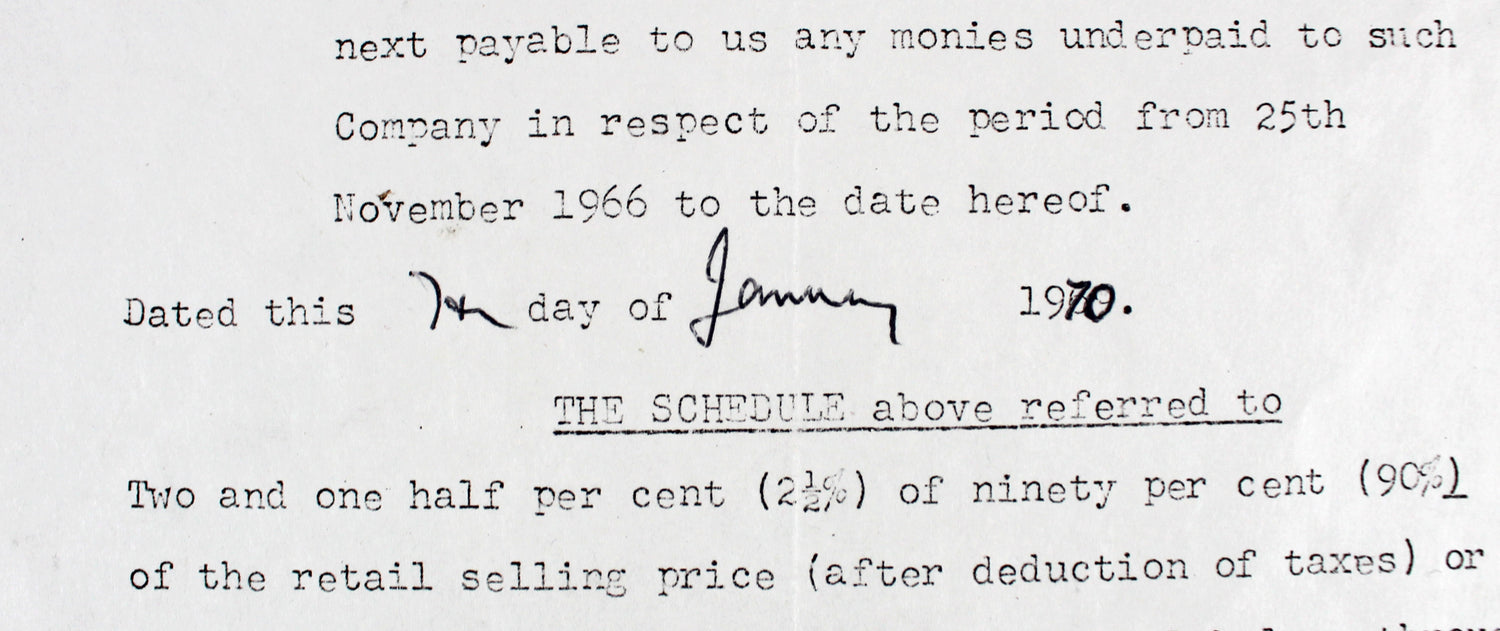 next payable to us any monies underpaid to such
Company in respect of the period from 25th
November 1966 to the date hereof.
Dated this 7th day of January 1970.
THE SCHEDULE above referred to
Two and one half per cent (2½%) of ninety per cent (90%)
of the retail selling price (after deduction of taxes) or